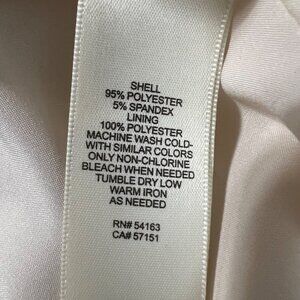 SHELL
95% POLYESTER
5% SPANDEX
LINING
100% POLYESTER
MACHINE WASH COLD-
WITH SIMILAR COLORS
ONLY NON-CHLORINE
BLEACH WHEN NEEDED
TUMBLE DRY LOW
WARM IRON
AS NEEDED
RN# 54163
CA# 57151